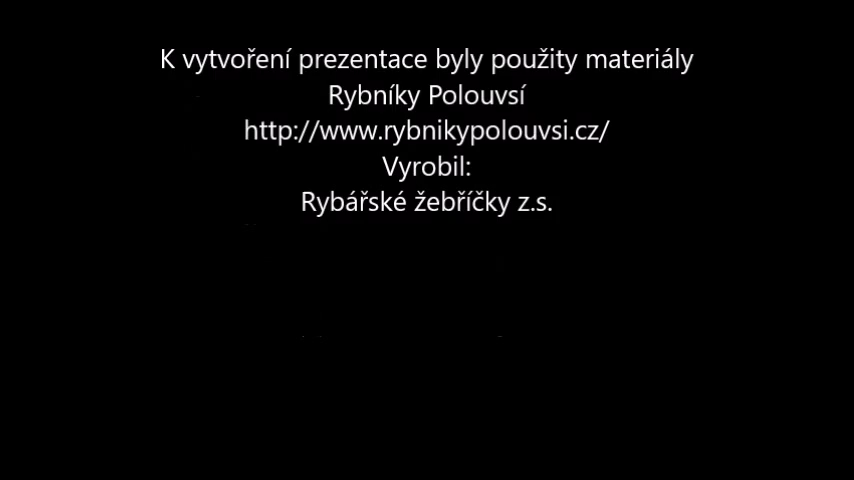 K vytvoření prezentace byly použity materiály
Rybníky Polouvsí
http://www.rybnikypolouvsi.cz/
Vyrobil:
Rybářské žebříčky z.s.